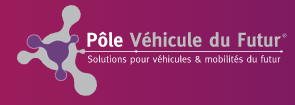 Pôle Véhicule du Futur®
Solutions pour véhicules & mobilités du futur